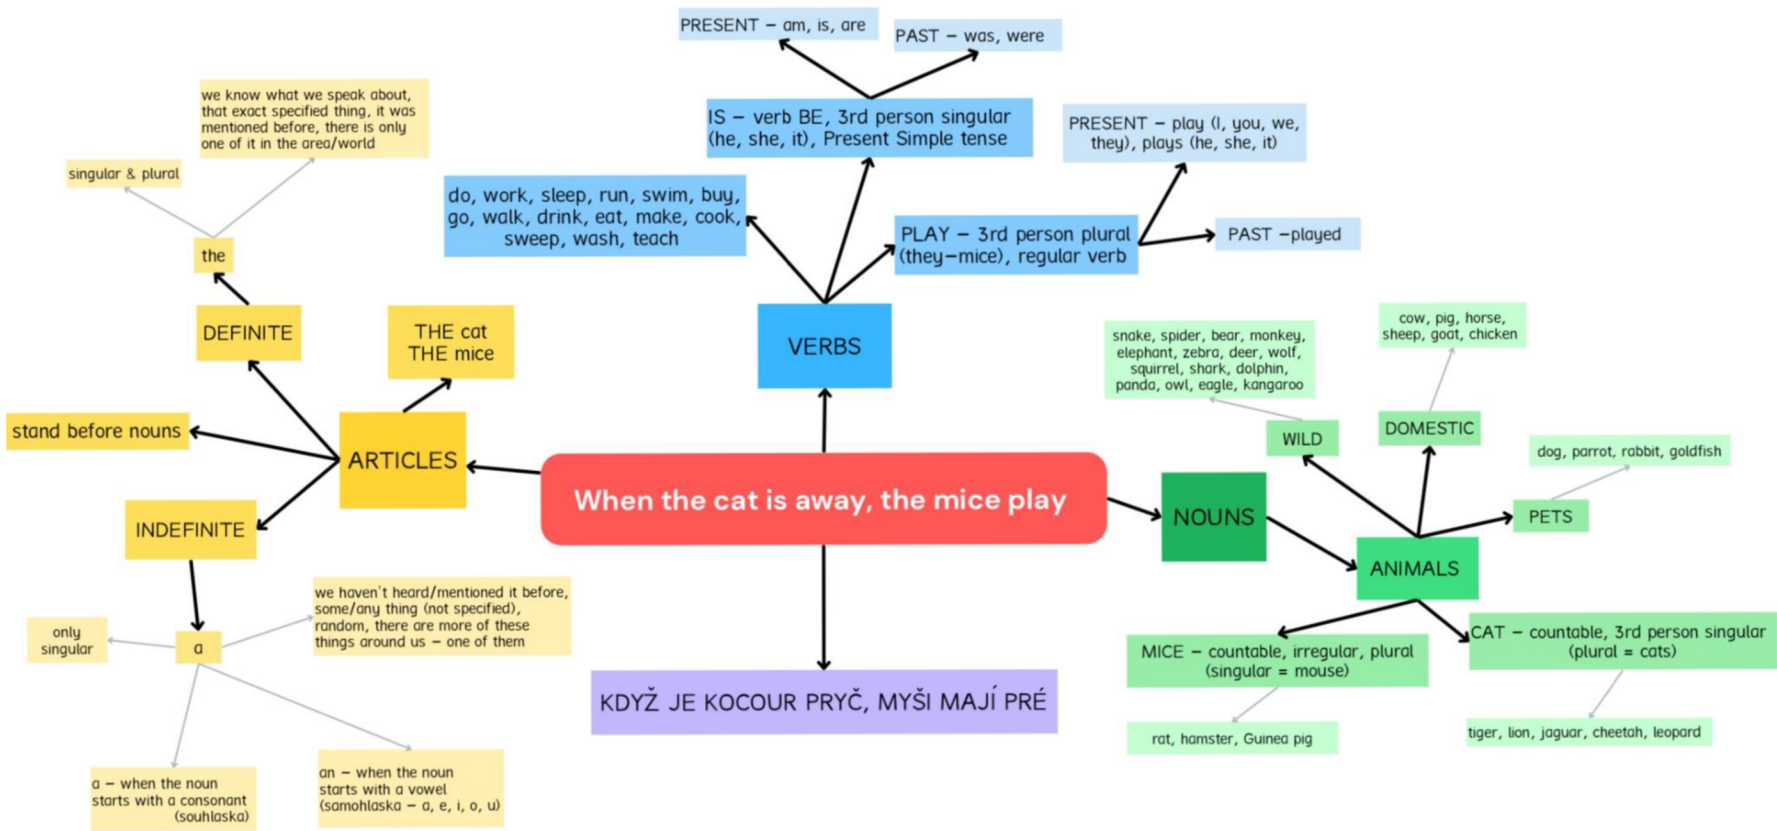 PRESENT – am, is, are
PAST – was, were
IS – verb BE, 3rd person singular
(he, she, it), Present Simple tense
PRESENT – play (I, you, we,
they), plays (he, she, it)
do, work, sleep, run, swim, buy,
go, walk, drink, eat, make, cook,
sweep, wash, teach
PLAY – 3rd person plural
(they–mice), regular verb
PAST –played
VERBS
we know what we speak about,
that exact specified thing, it was
mentioned before, there is only
one of it in the area/world
singular & plural
the
DEFINITE
THE cat
THE mice
stand before nouns
ARTICLES
INDEFINITE
we haven't heard/mentioned it before,
some/any thing (not specified),
random, there are more of these
things around us – one of them
only
singular
a
a – when the noun
starts with a consonant
(souhlaska)
an – when the noun
starts with a vowel
(samohlaska – a, e, i, o, u)
When the cat is away, the mice play
KDYŽ JE KOCOUR PRYČ, MYŠI MAJÍ PRÉ
NOUNS
snake, spider, bear, monkey,
elephant, zebra, deer, wolf,
squirrel, shark, dolphin,
panda, owl, eagle, kangaroo
cow, pig, horse,
sheep, goat, chicken
WILD
DOMESTIC
dog, parrot, rabbit, goldfish
PETS
ANIMALS
MICE – countable, irregular, plural
(singular = mouse)
CAT – countable, 3rd person singular
(plural = cats)
rat, hamster, Guinea pig
tiger, lion, jaguar, cheetah, leopard